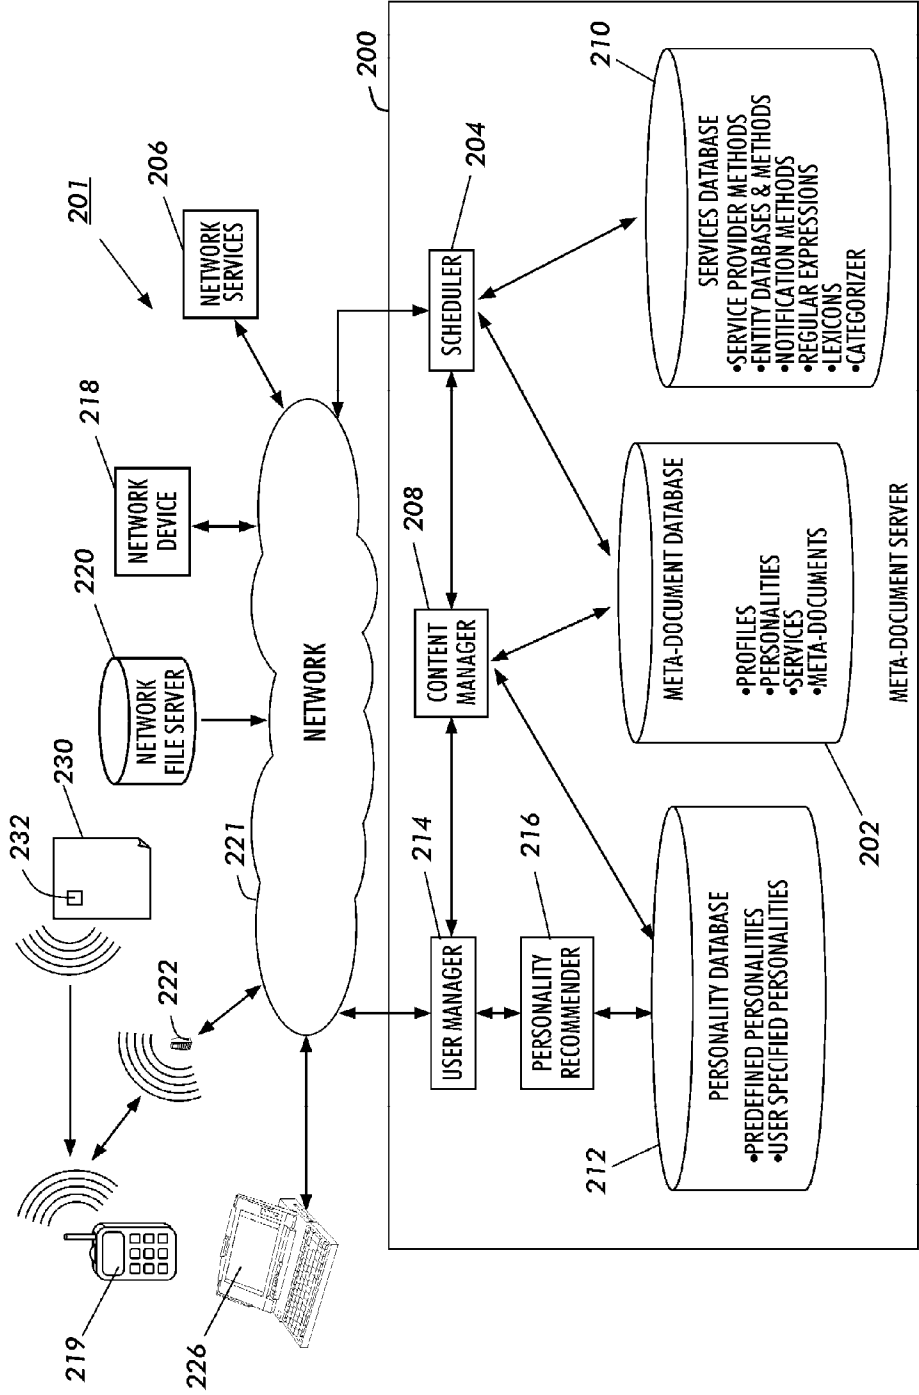 201
206
NETWORK
SERVICES
218
NETWORK
DEVICE
220
NETWORK
FILE SERVER
230
232
222
219
226
221
NETWORK
200
204
SCHEDULER
208
CONTENT
MANAGER
214
USER MANAGER
216
PERSONALITY
RECOMMENDER
210
SERVICES DATABASE
•SERVICE PROVIDER METHODS
•ENTITY DATABASES & METHODS
•NOTIFICATION METHODS
•REGULAR EXPRESSIONS
•LEXICONS
•CATEGORIZER
202
META-DOCUMENT DATABASE
•PROFILES
•PERSONALITIES
•SERVICES
•META-DOCUMENTS
212
PERSONALITY DATABASE
•PREDEFINED PERSONALITIES
•USER SPECIFIED PERSONALITIES
META-DOCUMENT SERVER